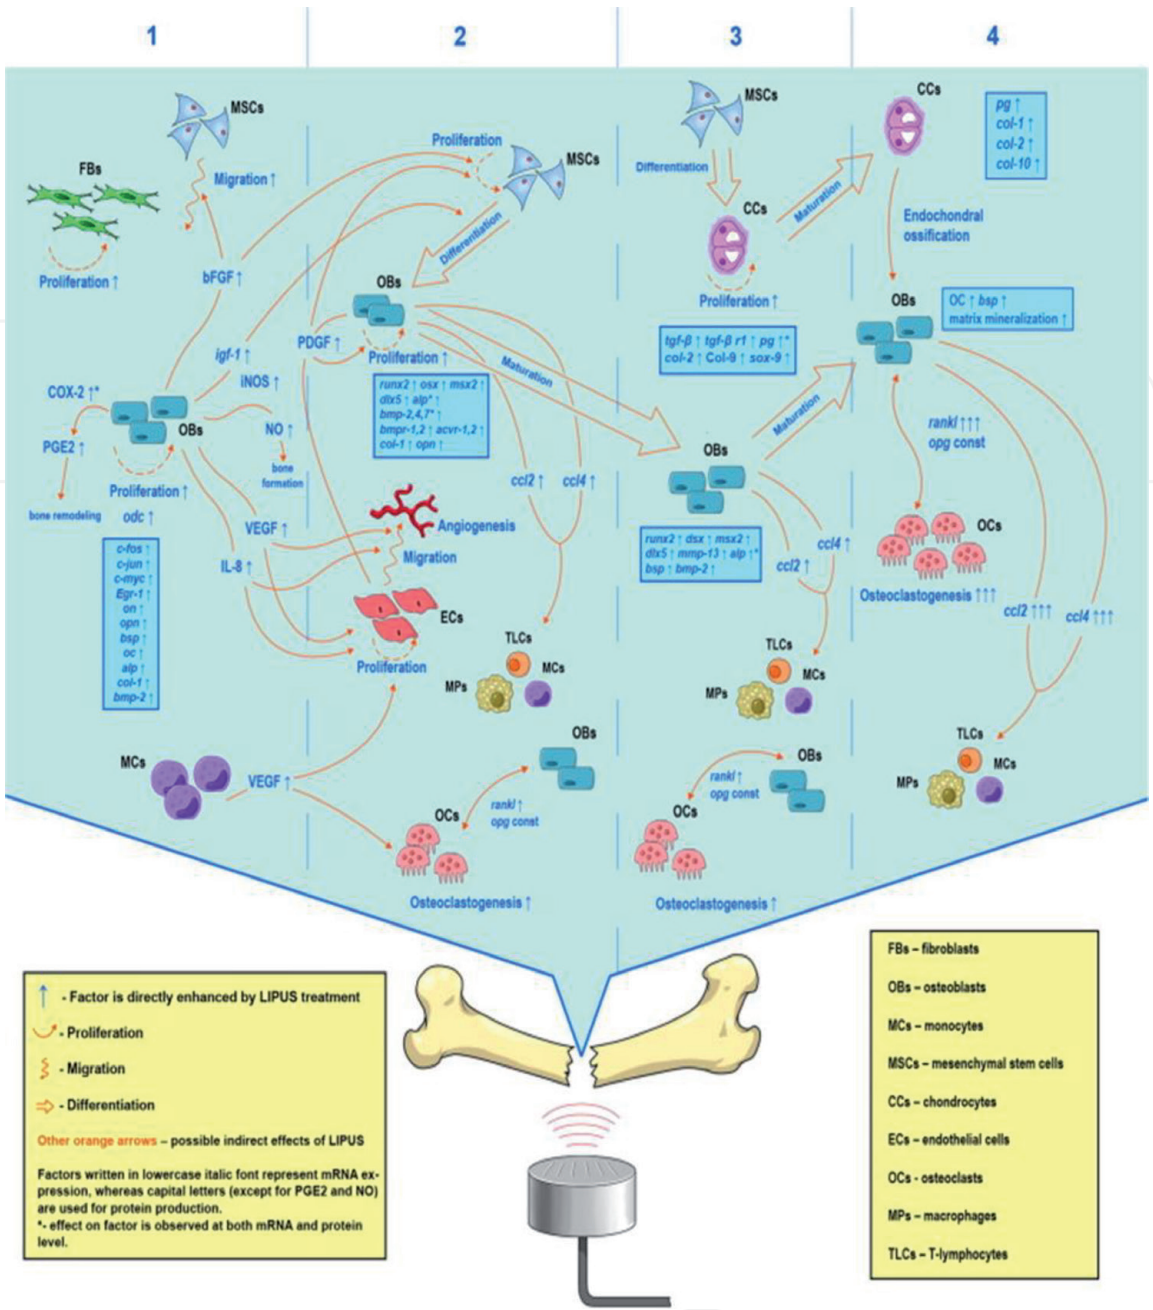 1
2
3
4
MSCs
FBs
Migration ↑
Proliferation ↑
bFGF ↑
igf-1 ↑
iNOS ↑
COX-2 ↑*
OBs
PGE2 ↑
NO ↑
bone
formation
Proliferation ↑
odc ↑
bone remodeling
c-fos ↑
c-jun ↑
c-myc ↑
Egr-1 ↑
on ↑
opn ↑
bsp ↑
oc ↑
alp ↑
col-1 ↑
bmp-2 ↑
VEGF ↑
IL-8 ↑
MCs
VEGF ↑
Proliferation
MSCs
Differentiation
OBs
PDGF ↑
Proliferation ↑
runx2 ↑ osx ↑ msx2 ↑
dlx5 ↑ alp* ↑
bmp-2,4,7* ↑
bmpr-1,2 ↑ acvr-1,2 ↑
col-1 ↑ opn ↑
Maturation
ccl2 ↑
ccl4 ↑
Angiogenesis
Migration
ECs
Proliferation
TLCs
MCs
MPs
OBs
rankl ↑
opg const
OCs
Osteoclastogenesis ↑
MSCs
Differentiation
CCs
Maturation
Proliferation ↑
tgf-β ↑ tgf-β r1 ↑ pg ↑*
col-2 ↑ Col-9 ↑ sox-9 ↑
Maturation
OBs
runx2 ↑ dsx ↑ msx2 ↑
dlx5 ↑ mmp-13 ↑ alp ↑*
bsp ↑ bmp-2 ↑
ccl4 ↑
ccl2 ↑
TLCs
MCs
MPs
OBs
rankl ↑
opg const
OCs
Osteoclastogenesis ↑
CCs
pg ↑
col-1 ↑
col-2 ↑
col-10 ↑
Endochondral
ossification
OBs
OC ↑ bsp ↑
matrix mineralization ↑
rankl ↑↑↑
opg const
OCs
Osteoclastogenesis ↑↑↑
ccl2 ↑↑↑
ccl4 ↑↑↑
TLCs
MCs
MPs
↑ - Factor is directly enhanced by LIPUS treatment
- Proliferation
- Migration
- Differentiation
Other orange arrows – possible indirect effects of LIPUS
Factors written in lowercase italic font represent mRNA ex-
pression, whereas capital letters (except for PGE2 and NO)
are used for protein production.
*- effect on factor is observed at both mRNA and protein
level.
FBs – fibroblasts
OBs – osteoblasts
MCs – monocytes
MSCs – mesenchymal stem cells
CCs – chondrocytes
ECs – endothelial cells
OCs - osteoclasts
MPs – macrophages
TLCs – T-lymphocytes